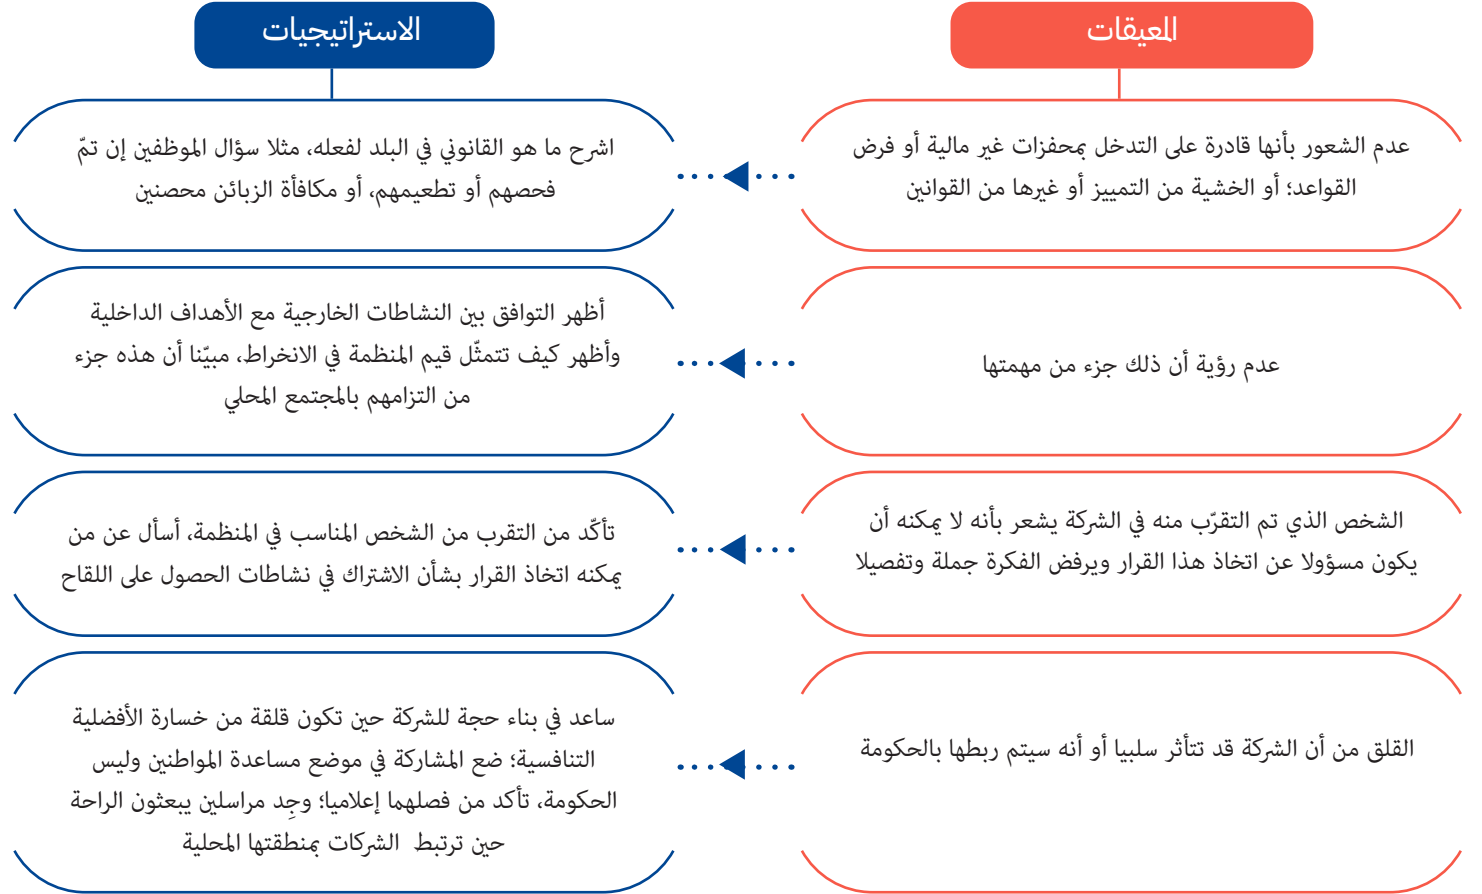 المعيقات
الاستراتيجيات
عدم الشعور بأنها قادرة على التدخل بمحفزات غير مالية أو فرض
القواعد؛ أو الخشية من التمييز أو غيرها من القوانين
اشرح ما هو القانوني في البلد لفعله، مثلا سؤال الموظفين إن تمّ
فحصهم أو تطعيمهم، أو مكافأة الزبائن محصنين
عدم رؤية أن ذلك جزء من مهمتها
أظهر التوافق بين النشاطات الخارجية مع الأهداف الداخلية
وأظهر كيف تتمثّل قيم المنظمة في الانخراط، مبيّنا أن هذه جزء
من التزامهم بالمجتمع المحلي
الشخص الذي تم التقرّب منه في الشركة يشعر بأنه لا يمكنه أن
يكون مسؤولا عن اتخاذ هذا القرار ويرفض الفكرة جملة وتفصيلا
تأكّد من التقرب من الشخص المناسب في المنظمة، أسأل عن من
يمكنه اتخاذ القرار بشأن الاشتراك في نشاطات الحصول على اللقاح
القلق من أن الشركة قد تتأثر سلبيا أو أنه سيتم ربطها بالحكومة
ساعد في بناء حجة للشركة حين تكون قلقة من خسارة الأفضلية
التنافسية؛ ضع المشاركة في موضع مساعدة المواطنين وليس
الحكومة، تأكد من فصلهما إعلاميا؛ وجِد مراسلين يبعثون الراحة
حين ترتبط الشركات بمنطقتها المحلية